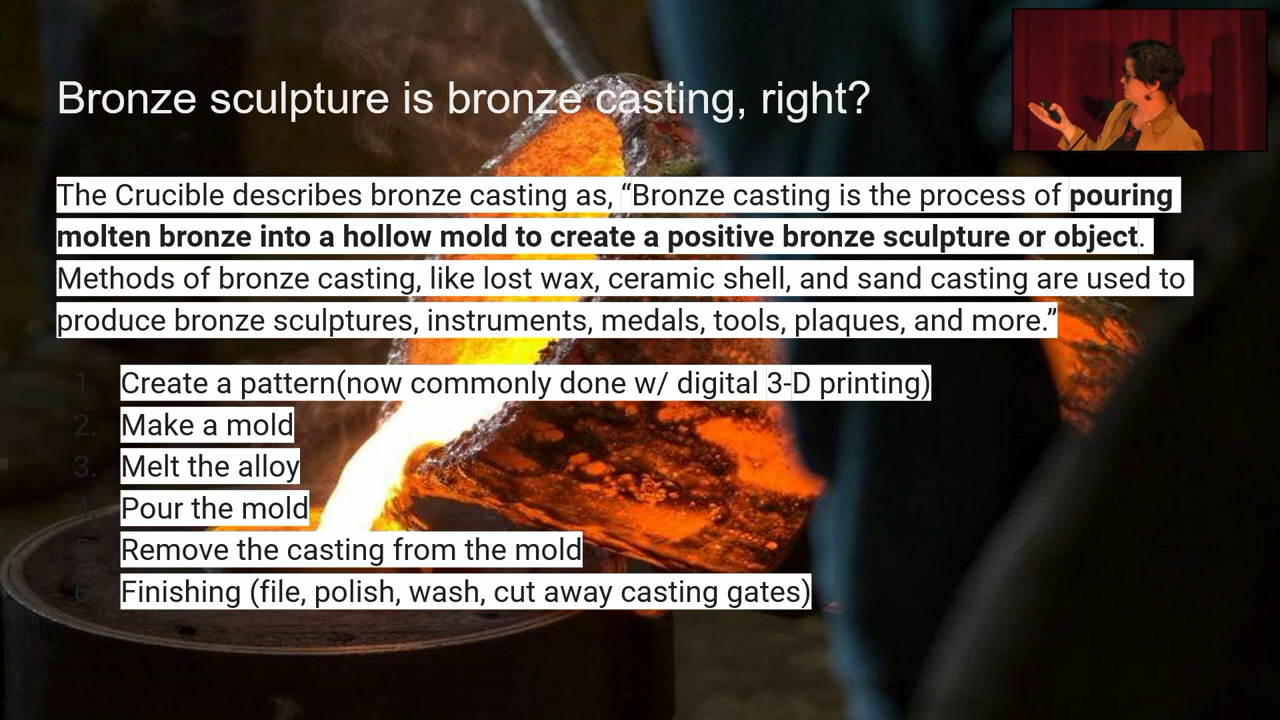 Bronze sculpture is bronze casting, right?
The Crucible describes bronze casting as, “Bronze casting is the process of pouring
molten bronze into a hollow mold to create a positive bronze sculpture or object.
Methods of bronze casting, like lost wax, ceramic shell, and sand casting are used to
produce bronze sculptures, instruments, medals, tools, plaques, and more.”
1. Create a pattern(now commonly done w/ digital 3-D printing)
2. Make a mold
3. Melt the alloy
4. Pour the mold
Remove the casting from the mold
6. Finishing (file, polish, wash, cut away casting gates)